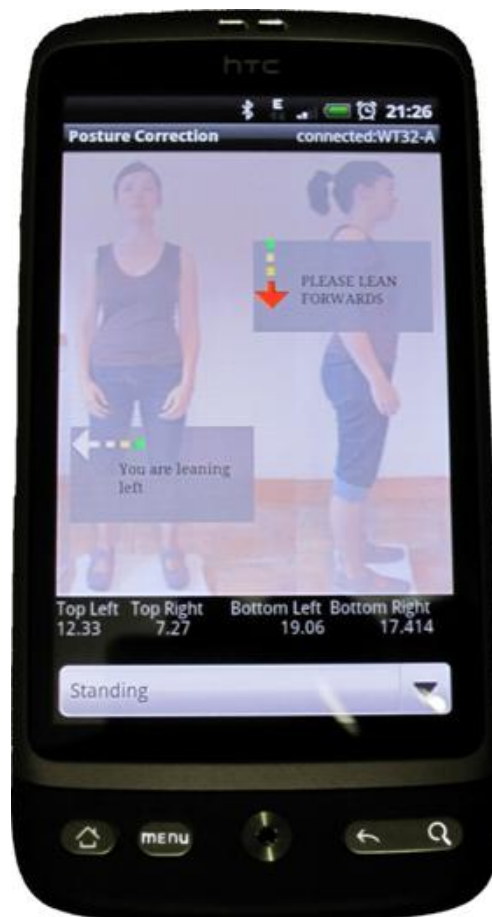 htc
E
21:26
Posture Correction connected:WT32-A
PLEASE LEAN
FORWARDS
You are leaning
left
Top Left Top Right Bottom Left Bottom Right
12.33 7.27 19.06 17.414
Standing
menu